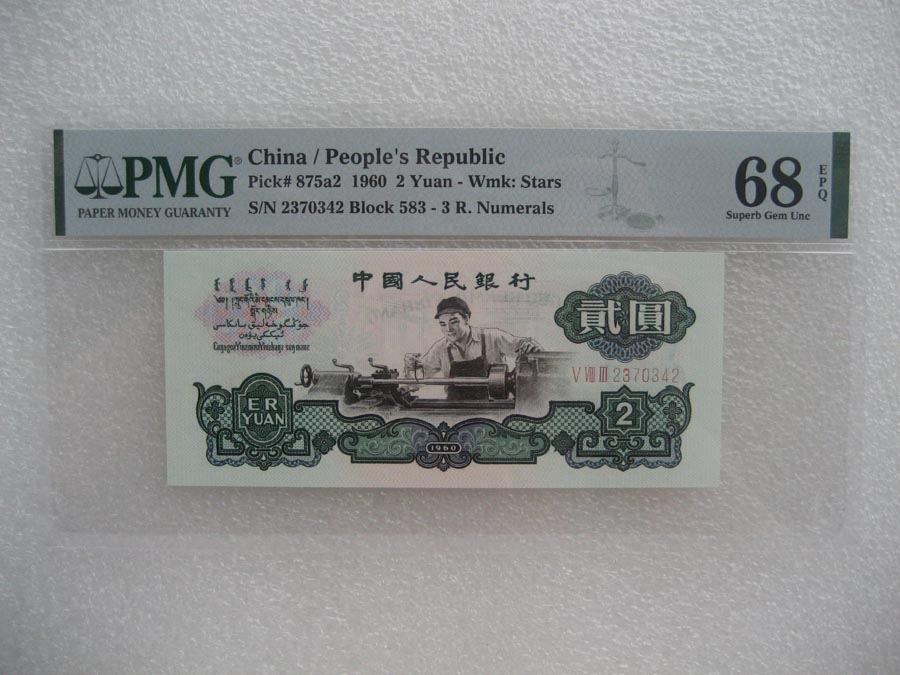 PMG®
PAPER MONEY GUARANTY
China / People's Republic
Pick# 875a2 1960 2 Yuan - Wmk: Stars
S/N 2370342 Block 583 - 3 R. Numerals
68
EPQ
Superb Gem Unc
中國人民銀行
貳圓
V VIII III 2370342
ER
YUAN
1960
2